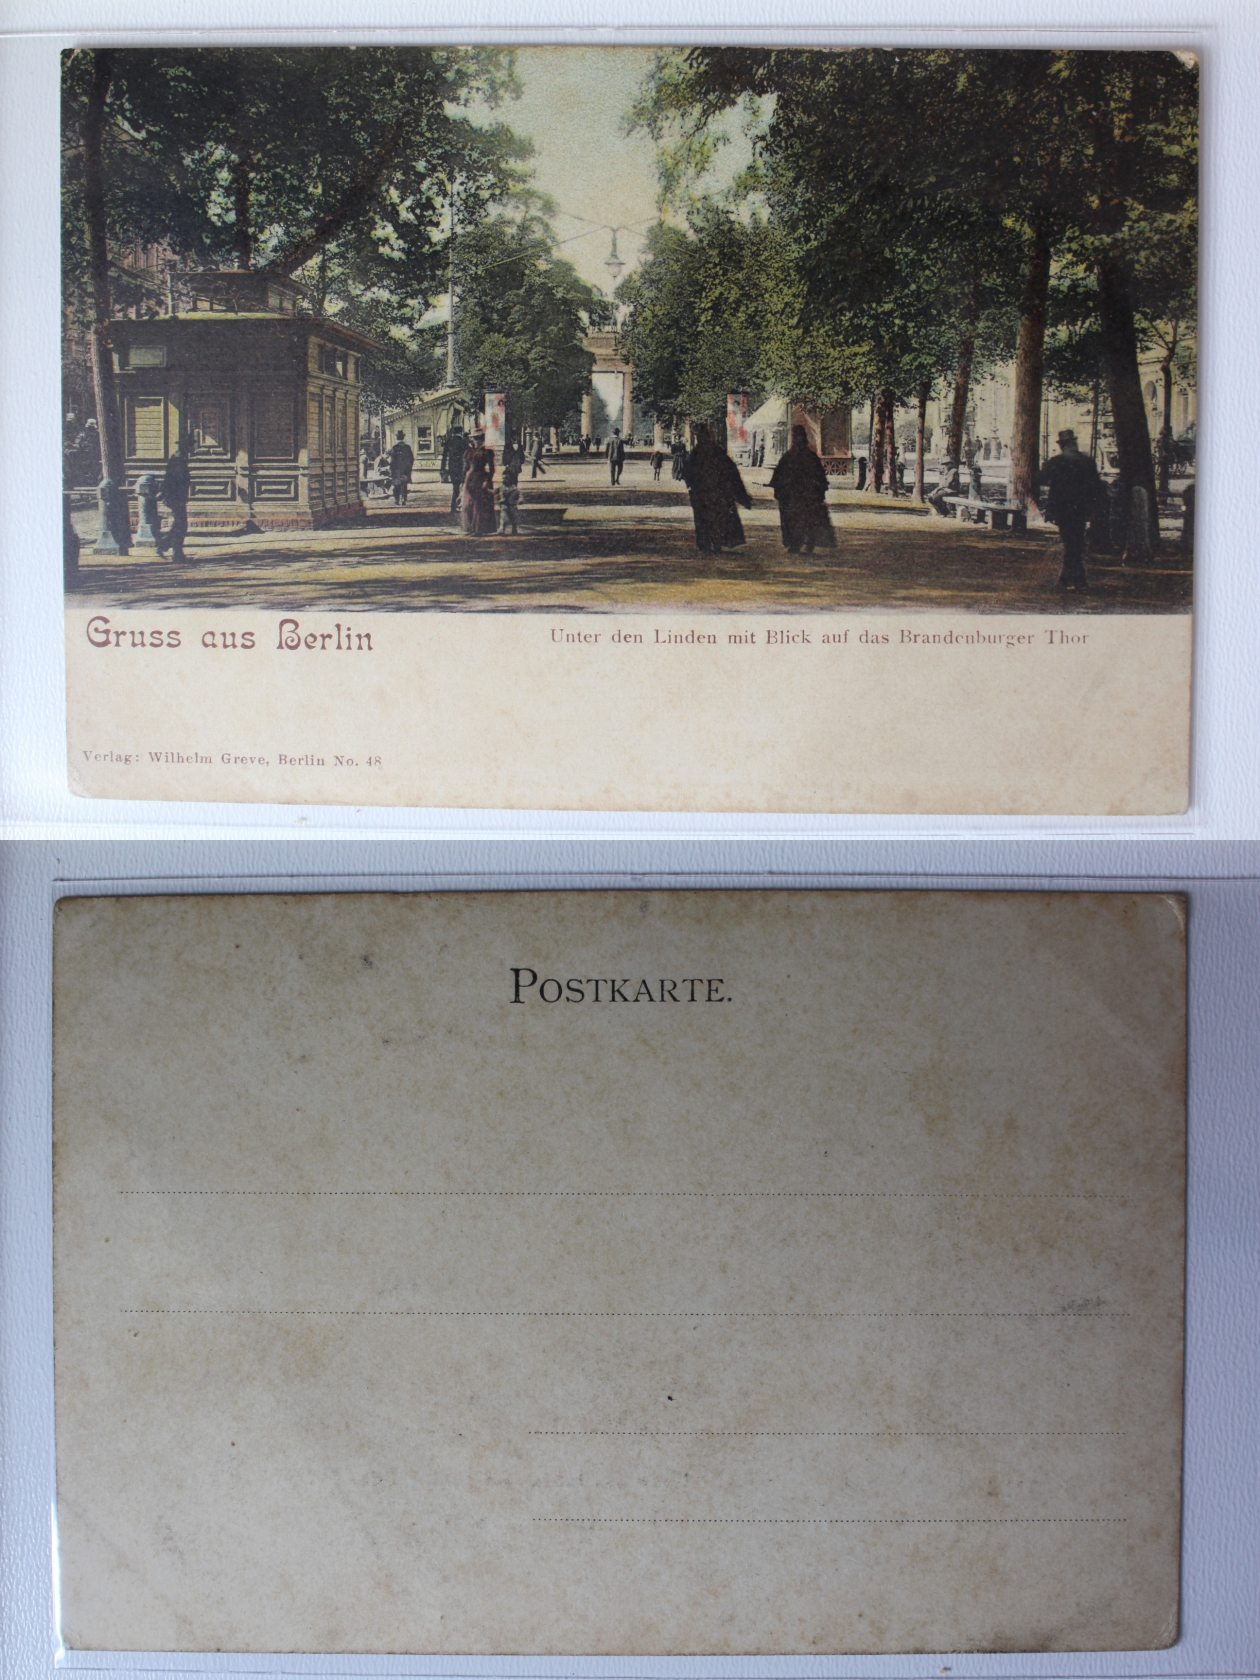 Gruss aus Berlin
Unter den Linden mit Blick auf das Brandenburger Thor
Verlag: Wilhelm Greve, Berlin No. 48
POSTKARTE.